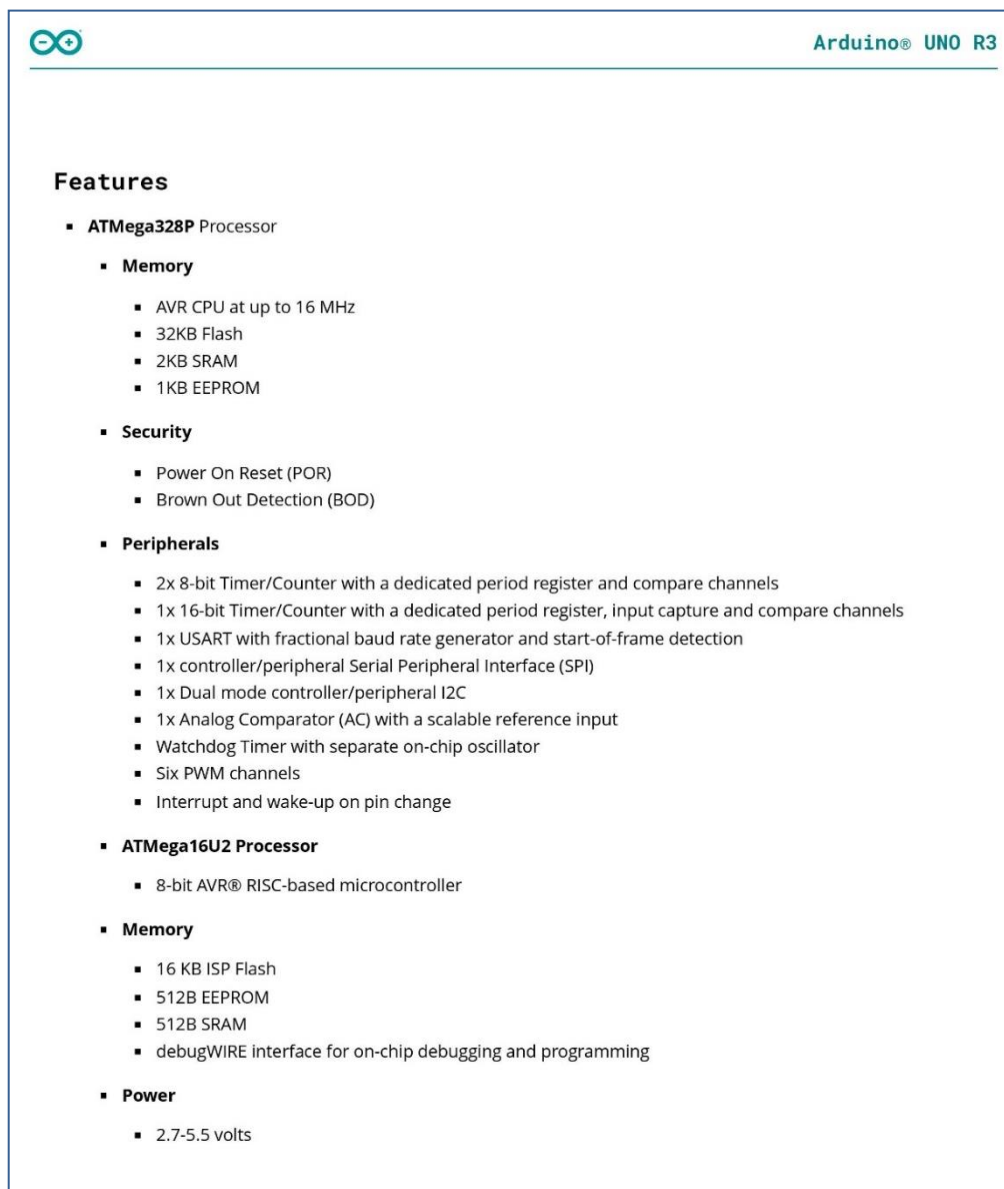 Arduino® UNO R3
Features
▪ ATMega328P Processor
▪ Memory
▪ AVR CPU at up to 16 MHz
▪ 32KB Flash
▪ 2KB SRAM
▪ 1KB EEPROM
▪ Security
▪ Power On Reset (POR)
▪ Brown Out Detection (BOD)
▪ Peripherals
▪ 2x 8-bit Timer/Counter with a dedicated period register and compare channels
▪ 1x 16-bit Timer/Counter with a dedicated period register, input capture and compare channels
▪ 1x USART with fractional baud rate generator and start-of-frame detection
▪ 1x controller/peripheral Serial Peripheral Interface (SPI)
▪ 1x Dual mode controller/peripheral I2C
▪ 1x Analog Comparator (AC) with a scalable reference input
▪ Watchdog Timer with separate on-chip oscillator
▪ Six PWM channels
▪ Interrupt and wake-up on pin change
▪ ATMega16U2 Processor
▪ 8-bit AVR® RISC-based microcontroller
▪ Memory
▪ 16 KB ISP Flash
▪ 512B EEPROM
▪ 512B SRAM
▪ debugWIRE interface for on-chip debugging and programming
▪ Power
▪ 2.7-5.5 volts